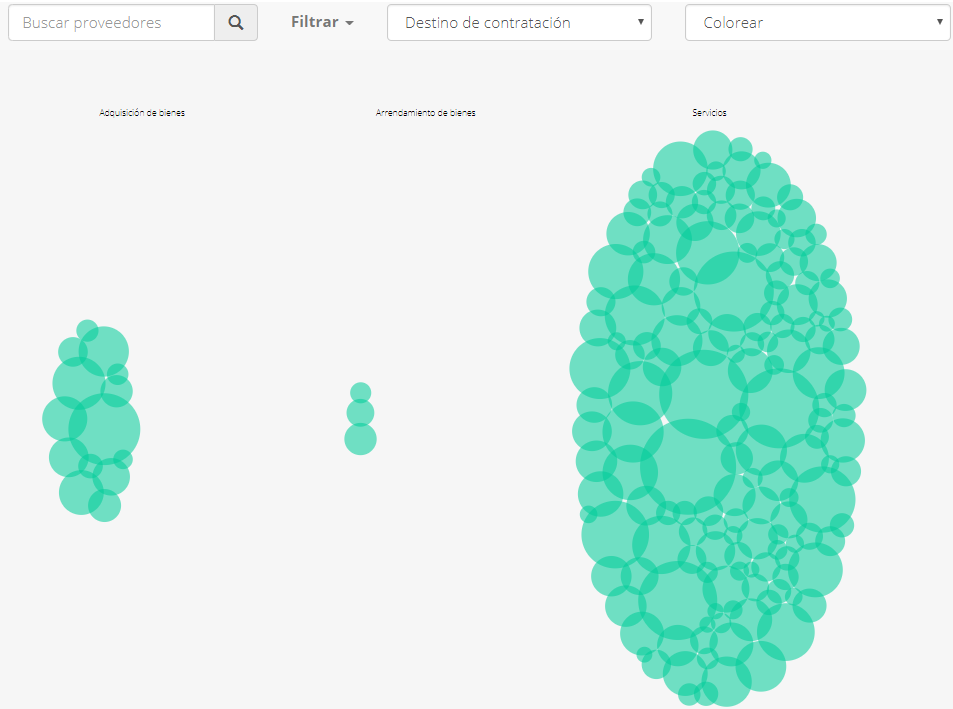 Buscar proveedores
Filtrar
Destino de contratación
Colorear
Adquisición de bienes
Arrendamiento de bienes
Servicios